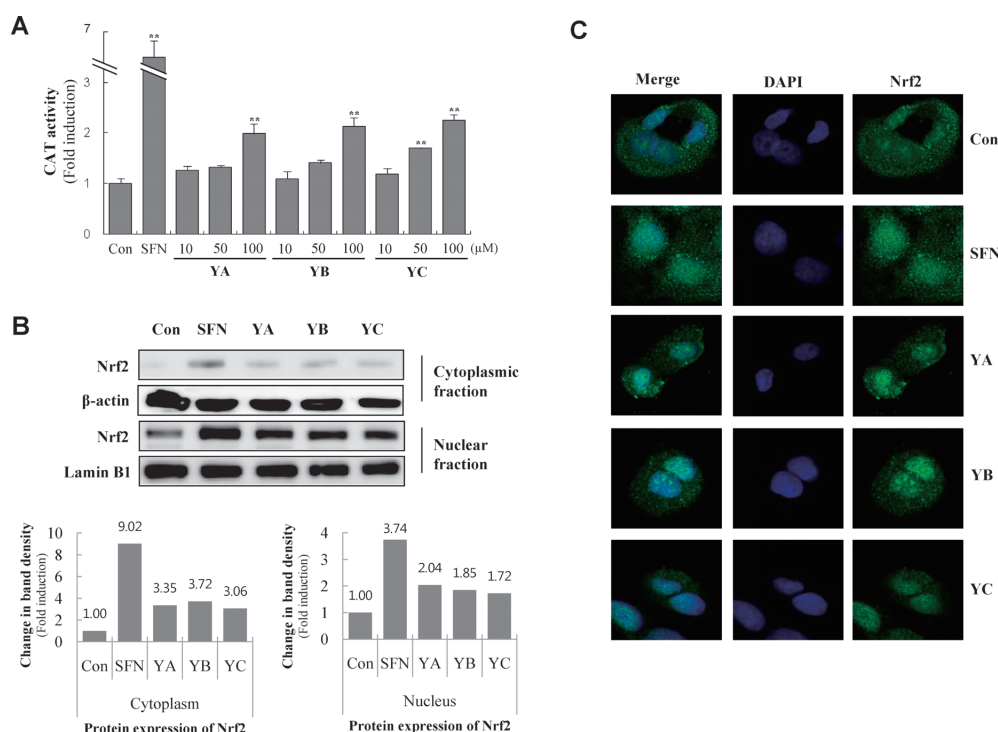 A
CAT activity
(Fold induction)
7
3
2
1
0
**
**
**
**
**
Con SFN 10 50 100 10 50 100 10 50 100 (μM)
YA YB YC
B
Con SFN YA YB YC
Nrf2
β-actin
Cytoplasmic
fraction
Nrf2
Lamin B1
Nuclear
fraction
Change in band density
(Fold induction)
10
8
6
4
2
0
1.00
9.02
3.35
3.72
3.06
Con SFN YA YB YC
Cytoplasm
Protein expression of Nrf2
Change in band density
(Fold induction)
4
3
2
1
0
1.00
3.74
2.04
1.85
1.72
Con SFN YA YB YC
Nucleus
Protein expression of Nrf2
C
Merge DAPI Nrf2
Con
SFN
YA
YB
YC